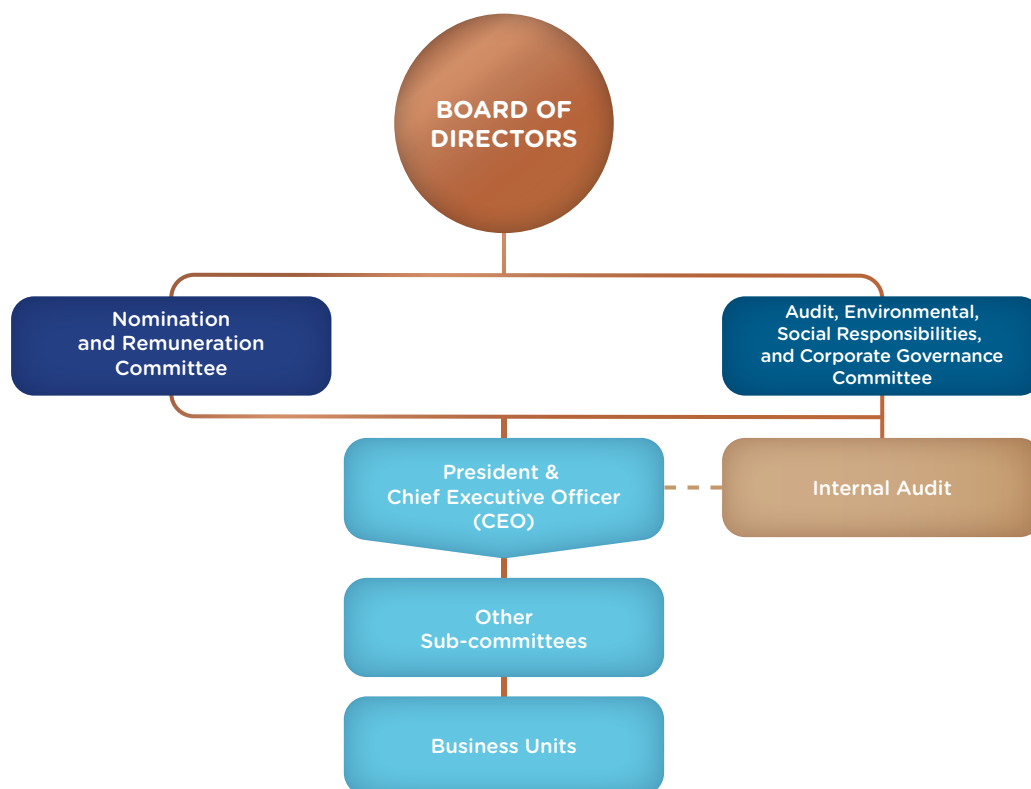 BOARD OF
DIRECTORS
Nomination
and Remuneration
Committee
Audit, Environmental,
Social Responsibilities,
and Corporate Governance
Committee
President &
Chief Executive Officer
(CEO)
Internal Audit
Other
Sub-committees
Business Units